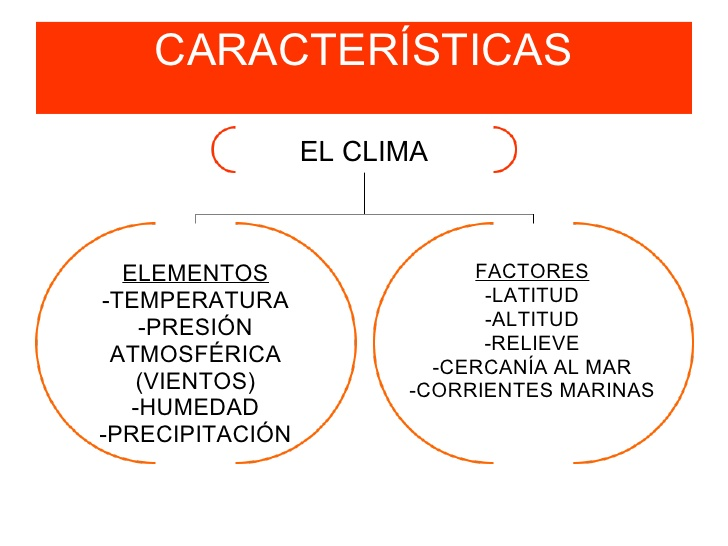 CARACTERÍSTICAS
EL CLIMA
ELEMENTOS
-TEMPERATURA
-PRESIÓN
ATMOSFÉRICA
(VIENTOS)
-HUMEDAD
-PRECIPITACIÓN
FACTORES
-LATITUD
-ALTITUD
-RELIEVE
-CERCANÍA AL MAR
-CORRIENTES MARINAS